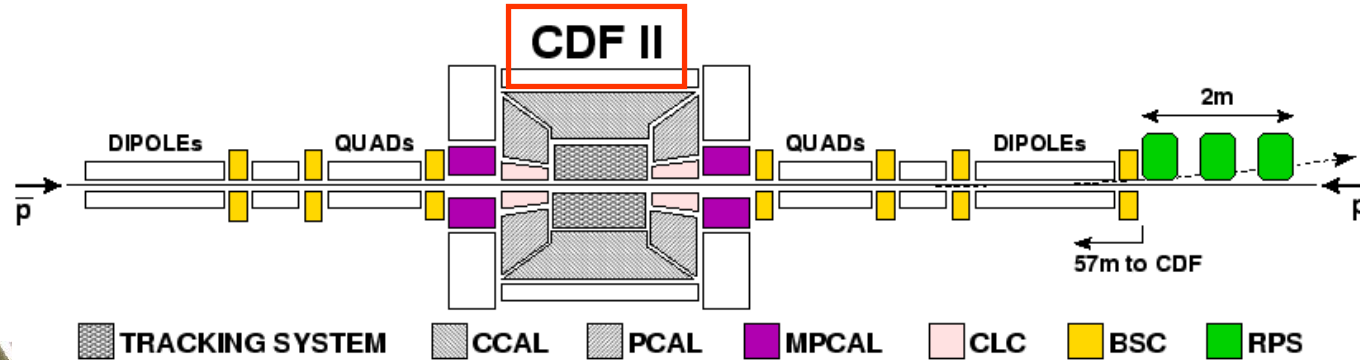 CDF II
2m
DIPOLEs QUADs QUADs DIPOLEs
p̅ p
57m to CDF
TRACKING SYSTEM CCAL PCAL MPCAL CLC BSC RPS